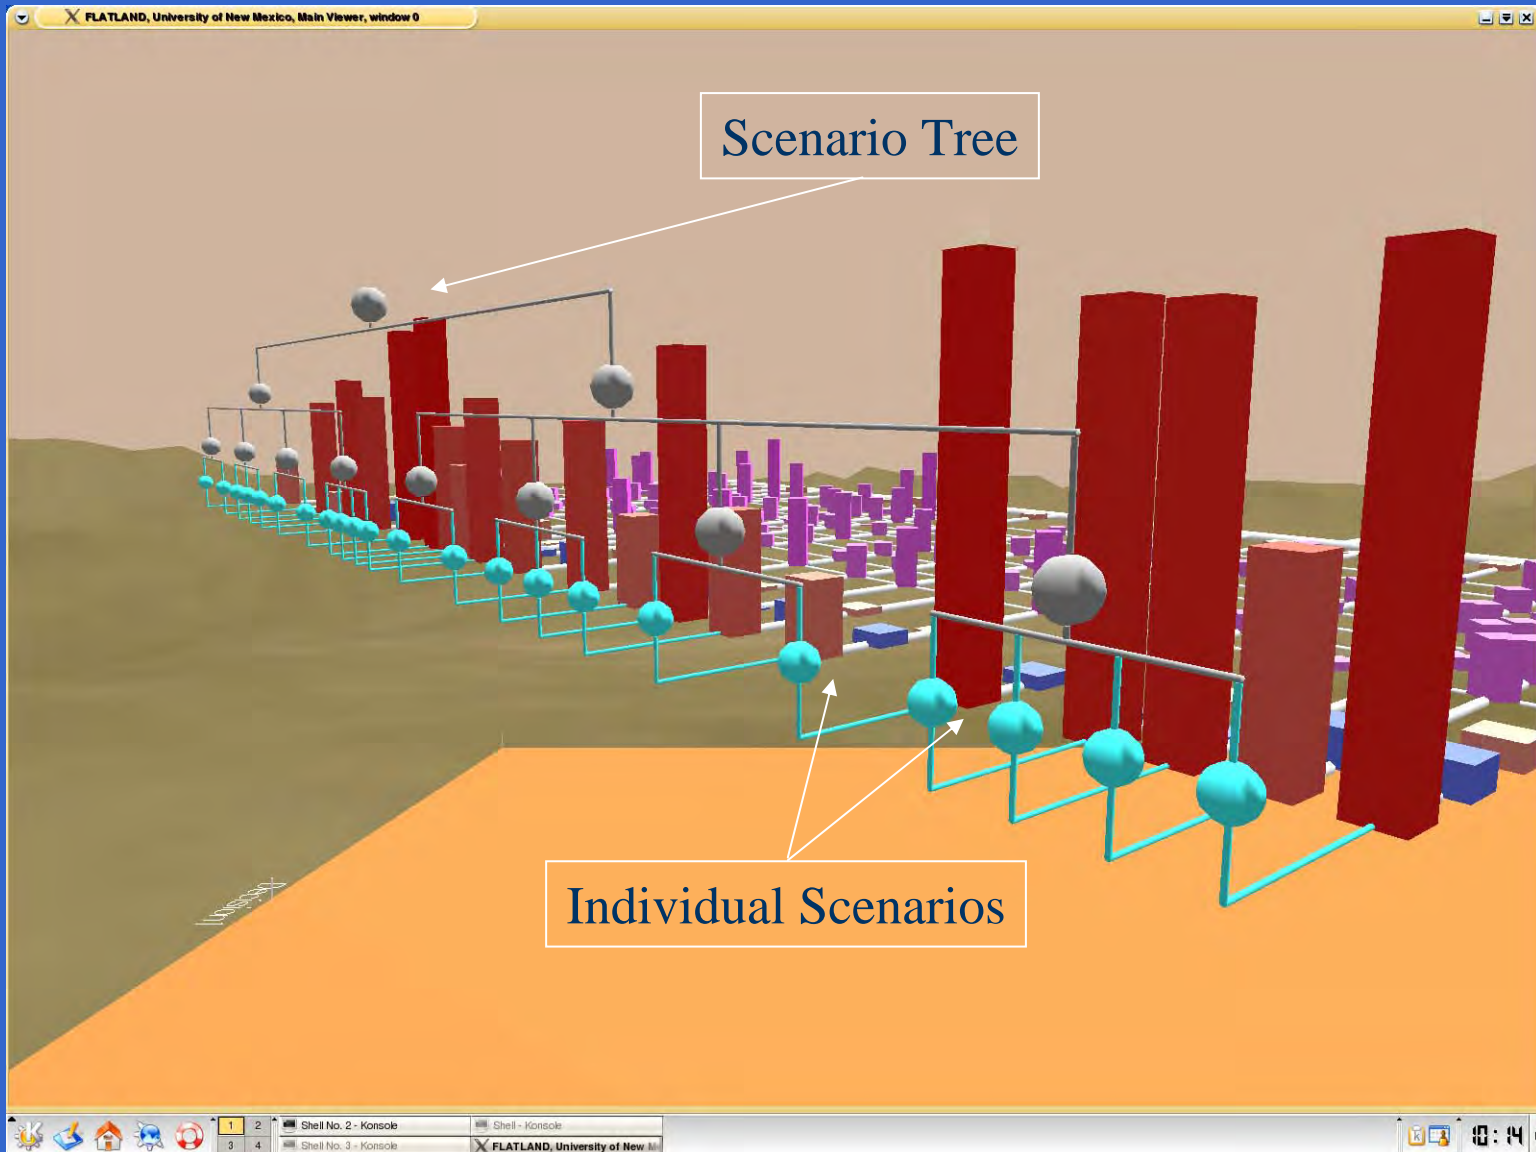 FLATLAND, University of New Mexico, Main Viewer, window 0
Scenario Tree
Individual Scenarios
1 2 Shell No. 2 - Konsole Shell - Konsole
3 4 Shell No. 3 - Konsole FLATLAND, University of New M
10:14